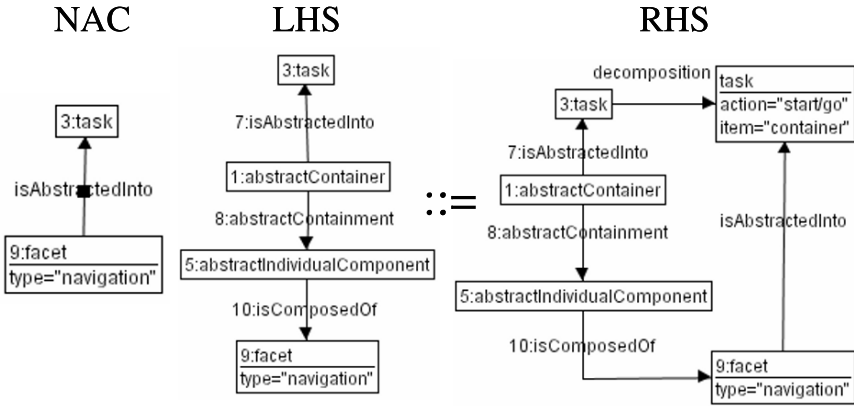 NAC
3:task
isAbstractedInto
9:facet
type="navigation"
LHS
3:task
7:isAbstractedInto
1:abstractContainer
8:abstractContainment
5:abstractIndividualComponent
10:isComposedOf
9:facet
type="navigation"
::=
RHS
decomposition
task
action="start/go"
item="container"
3:task
7:isAbstractedInto
1:abstractContainer
isAbstractedInto
8:abstractContainment
5:abstractIndividualComponent
10:isComposedOf
9:facet
type="navigation"